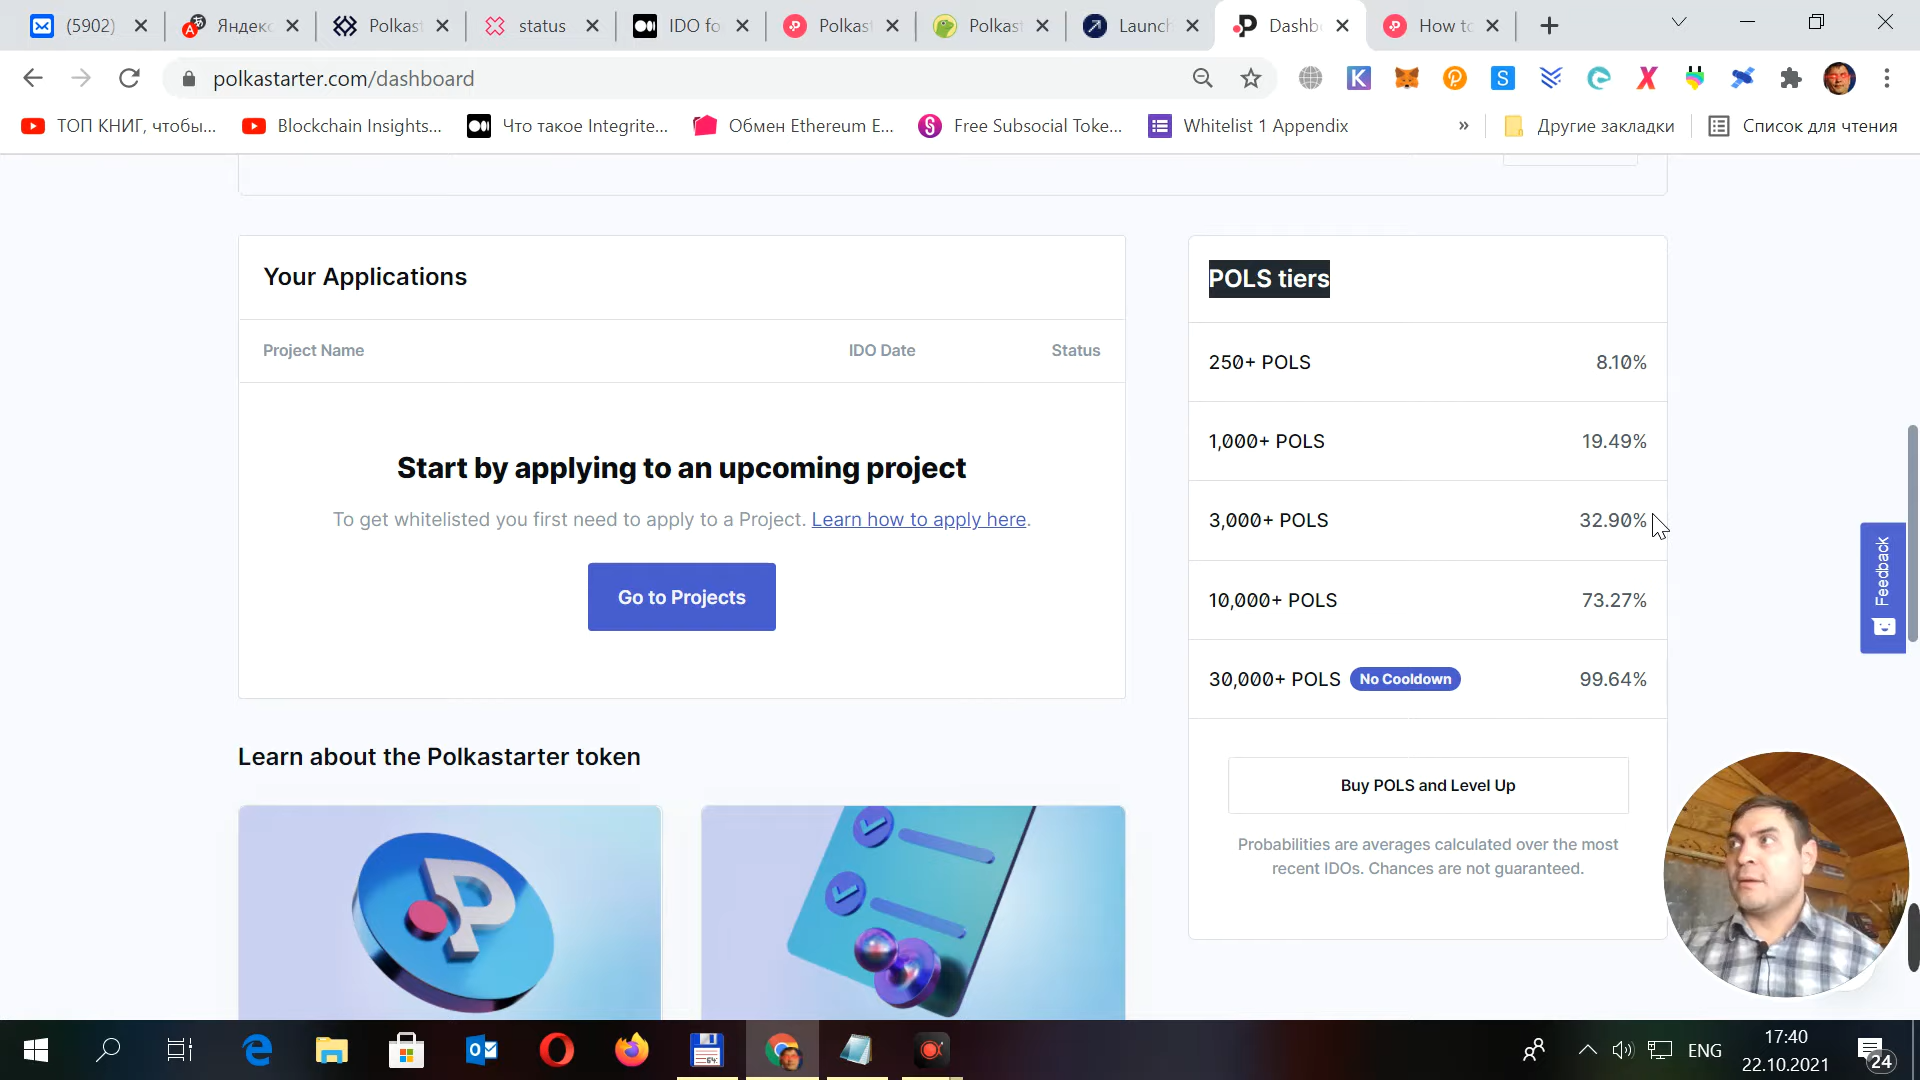 (5902)
Яндекс
Polkast
status
IDO fo
Polkast
Polkast
Launch
Dashb
How to
polkastarter.com/dashboard
ТОП КНИГ, чтобы...
Blockchain Insights...
Что такое Integrite...
Обмен Ethereum E...
Free Subsocial Toke...
Whitelist 1 Appendix
»
Другие закладки
Список для чтения
Your Applications
Project Name IDO Date Status
Start by applying to an upcoming project
To get whitelisted you first need to apply to a Project. Learn how to apply here.
Go to Projects
POLS tiers
250+ POLS 8.10%
1,000+ POLS 19.49%
3,000+ POLS 32.90%
10,000+ POLS 73.27%
30,000+ POLS No Cooldown 99.64%
Buy POLS and Level Up
Probabilities are averages calculated over the most
recent IDOs. Chances are not guaranteed.
Feedback
Learn about the Polkastarter token
ENG
17:40
22.10.2021
24